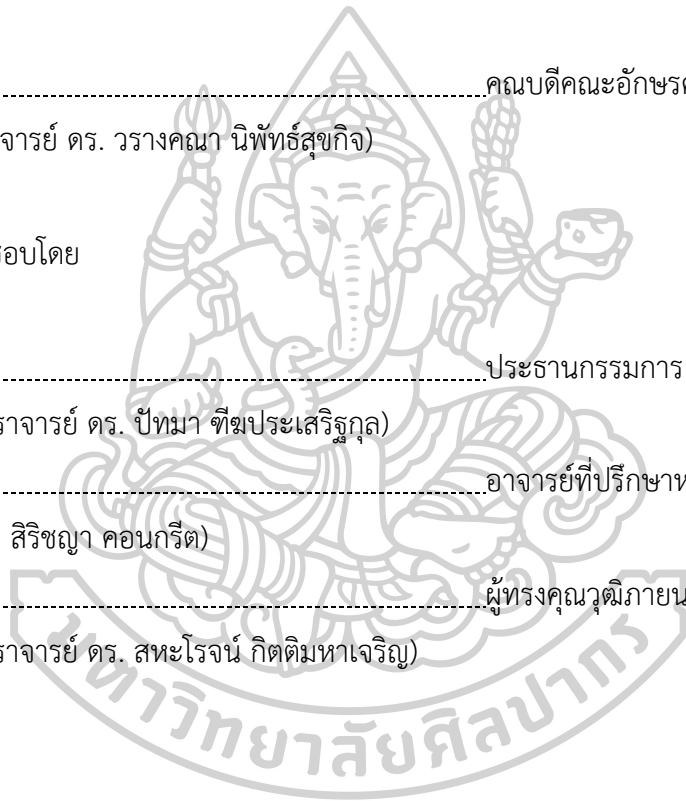 คณบดีคณะอักษร
จารย์ ดร. วรางคณา นิพัทธ์สุขกิจ)
อบโดย
ประธานกรรมการ
ราจารย์ ดร. ปัทมา ฑีฆประเสริฐกุล)
อาจารย์ที่ปรึกษาห
สิริชญา คอนกรีต)
ผู้ทรงคุณวุฒิภายน
ราจารย์ ดร. สหะโรจน์ กิตติมหาเจริญ)
มหาวิทยาลัยศิลปากร